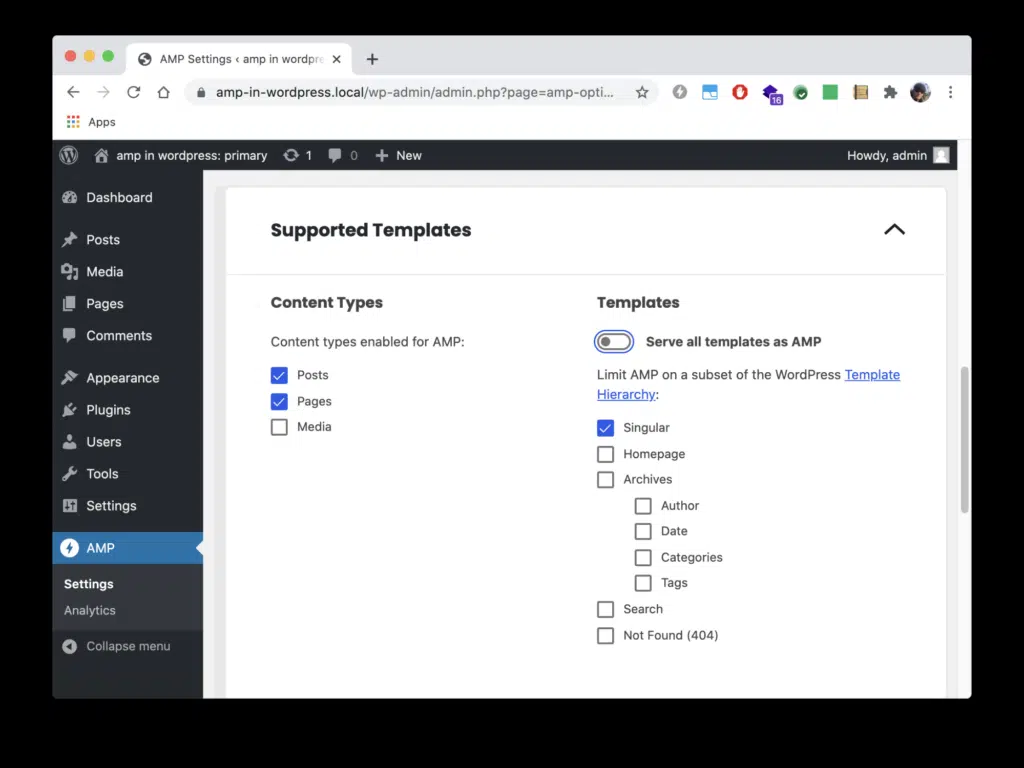 AMP Settings ‹ amp in wordpre
amp-in-wordpress.local/wp-admin/admin.php?page=amp-opti...
16
Apps
amp in wordpress: primary 1 0 New Howdy, admin
Dashboard
Posts
Media
Pages
Comments
Appearance
Plugins
Users
Tools
Settings
AMP
Settings
Analytics
Collapse menu
Supported Templates
Content Types
Content types enabled for AMP:
Posts
Pages
Media
Templates
Serve all templates as AMP
Limit AMP on a subset of the WordPress Template
Hierarchy:
Singular
Homepage
Archives
Author
Date
Categories
Tags
Search
Not Found (404)